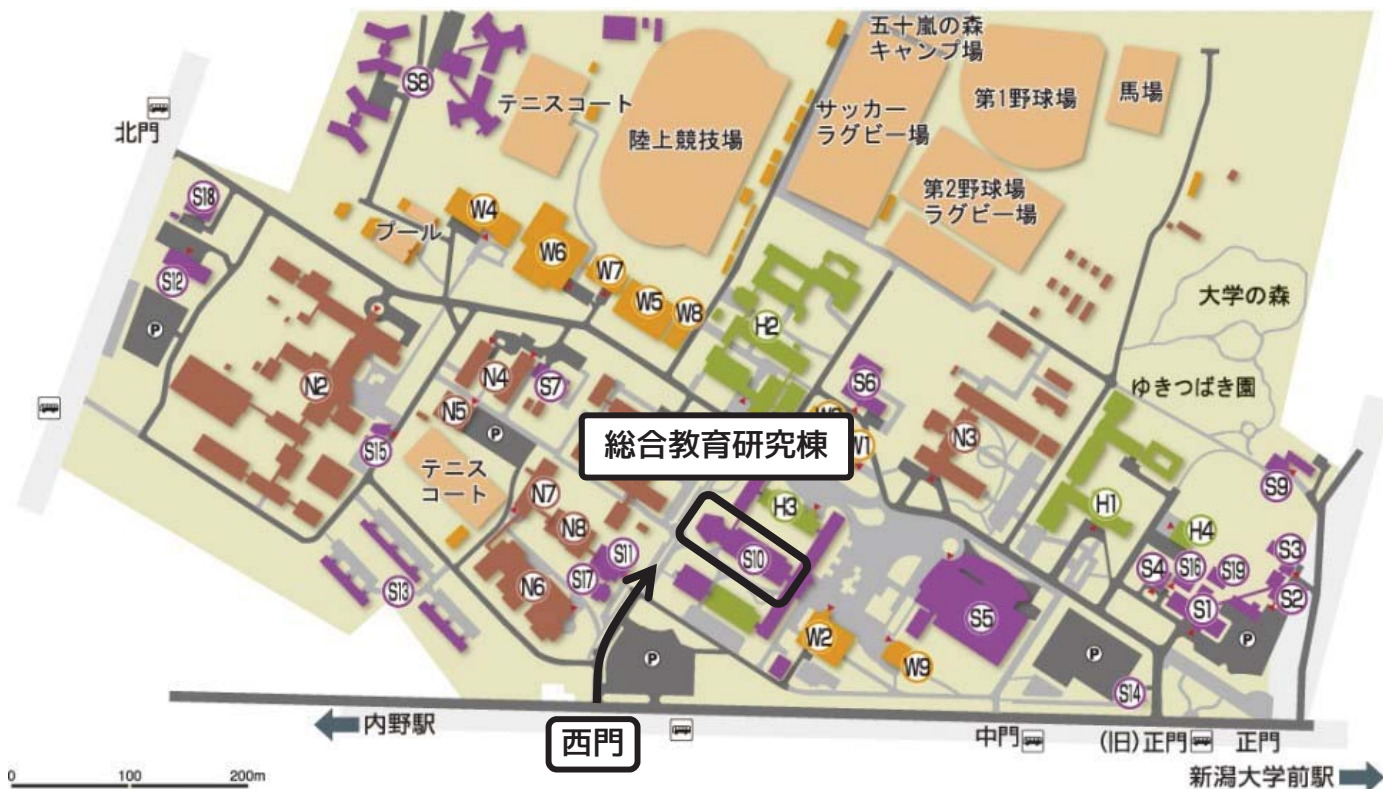 五十嵐の森
キャンプ場
S8
テニスコート
陸上競技場
サッカー
ラグビー場
第1野球場
馬場
北門
第2野球場
ラグビー場
S18
プール
W4
W6
W7
W5
W8
S12
P
H2
大学の森
ゆきつばき園
N2
N4
S7
N5
P
S6
N3
総合教育研究棟
W1
S15
テニス
コート
N7
N8
H3
H1
S9
H4
S11
S10
S3
S4
S16
S19
S13
N6
S17
S1
S2
S5
W2
W9
P
P
P
S14
内野駅
西門
中門
(旧)正門
正門
0
100
200m
新潟大学前駅